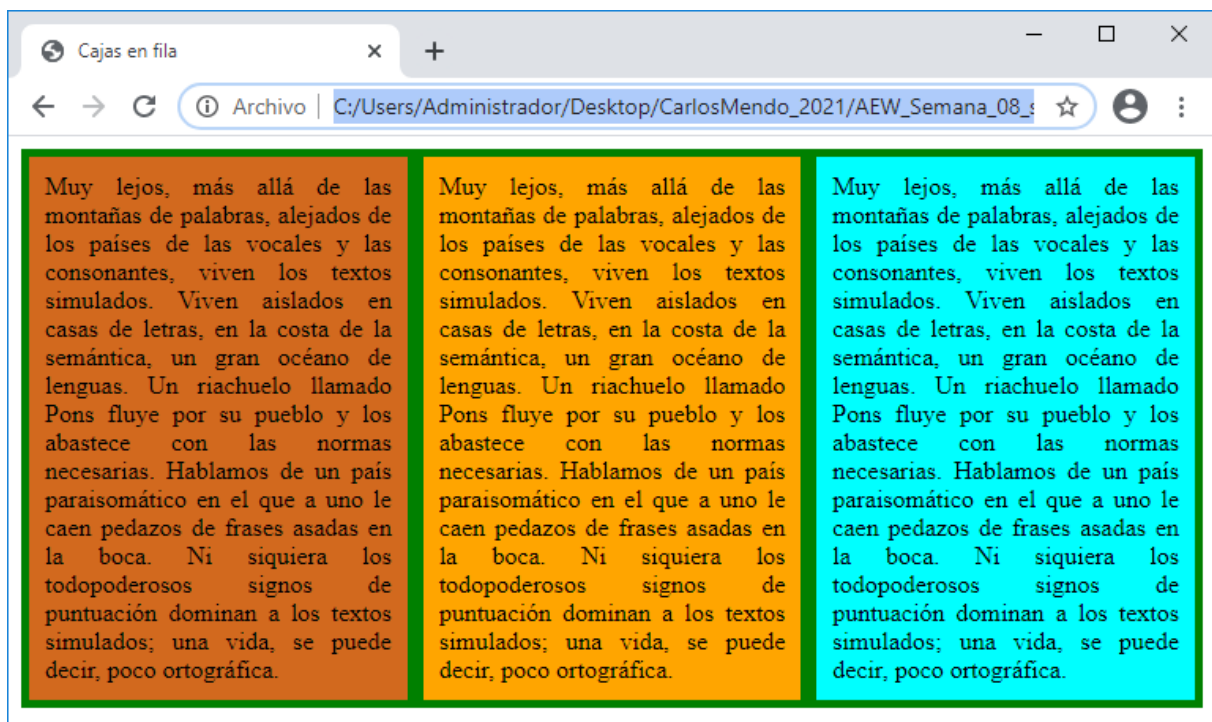 Cajas en fila
Archivo
C:/Users/Administrador/Desktop/CarlosMendo_2021/AEW_Semana_08_s
Muy lejos, más allá de las
montañas de palabras, alejados de
los países de las vocales y las
consonantes, viven los textos
simulados. Viven aislados en
casas de letras, en la costa de la
semántica, un gran océano de
lenguas. Un riachuelo llamado
Pons fluye por su pueblo y los
abastece con las normas
necesarias. Hablamos de un país
paraisomático en el que a uno le
caen pedazos de frases asadas en
la boca. Ni siquiera los
todopoderosos signos de
puntuación dominan a los textos
simulados; una vida, se puede
decir, poco ortográfica.
Muy lejos, más allá de las
montañas de palabras, alejados de
los países de las vocales y las
consonantes, viven los textos
simulados. Viven aislados en
casas de letras, en la costa de la
semántica, un gran océano de
lenguas. Un riachuelo llamado
Pons fluye por su pueblo y los
abastece con las normas
necesarias. Hablamos de un país
paraisomático en el que a uno le
caen pedazos de frases asadas en
la boca. Ni siquiera los
todopoderosos signos de
puntuación dominan a los textos
simulados; una vida, se puede
decir, poco ortográfica.
Muy lejos, más allá de las
montañas de palabras, alejados de
los países de las vocales y las
consonantes, viven los textos
simulados. Viven aislados en
casas de letras, en la costa de la
semántica, un gran océano de
lenguas. Un riachuelo llamado
Pons fluye por su pueblo y los
abastece con las normas
necesarias. Hablamos de un país
paraisomático en el que a uno le
caen pedazos de frases asadas en
la boca. Ni siquiera los
todopoderosos signos de
puntuación dominan a los textos
simulados; una vida, se puede
decir, poco ortográfica.